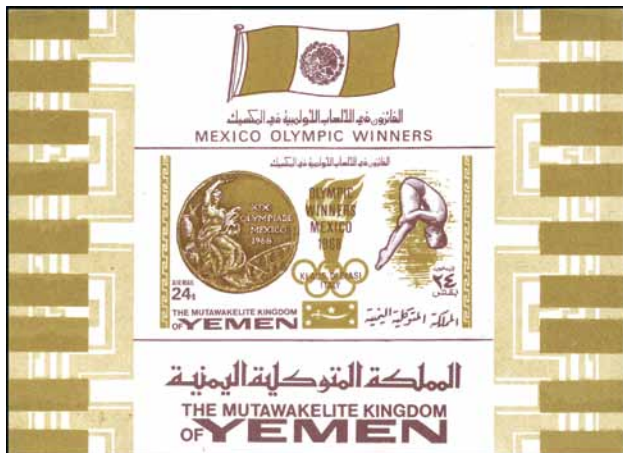 الفائزون في الألعاب الأولمبية في المكسيك
MEXICO OLYMPIC WINNERS
الفائزون في الألعاب الأولمبية في المكسيك
XIX
OLYMPIADE
MEXICO
1968
OLYMPIC
WINNERS
MEXICO
1968
KLAUS DIBIASI
ITALY
AIRMAIL
24B
٢٤
بقش
THE MUTAWAKELITE KINGDOM
OF YEMEN
المملكة المتوكلية اليمنية
المملكة المتوكلية اليمنية
THE MUTAWAKELITE KINGDOM
OF YEMEN